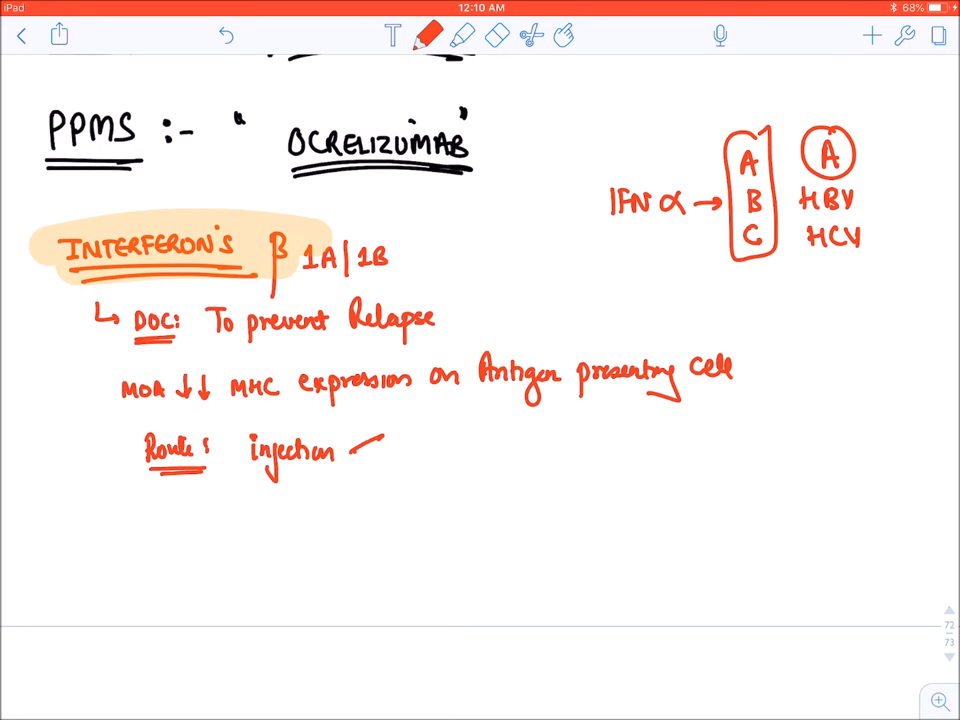 iPad 12:10 AM 68%
T
PPMS :- " OCRELIZUMAB"
IFN α → A A
B HBV
C HCV
INTERFERON'S β 1A/1B
↳ DOC: To prevent Relapse
MOA ↓↓ MHC expression on Antigen presenting cell
Route: injection
72
73